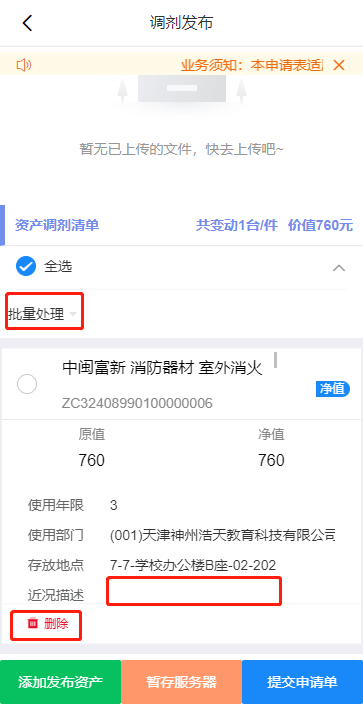 调剂发布
业务须知：本申请表适
暂无已上传的文件，快去上传吧~
资产调剂清单 共变动1台/件 价值760元
全选
批量处理
中闽富新 消防器材 室外消火
净值
ZC32408990100000006
原值 净值
760 760
使用年限 3
使用部门 (001)天津神州浩天教育科技有限公司
存放地点 7-7-学校办公楼B座-02-202
近况描述
删除
添加发布资产 暂存服务器 提交申请单